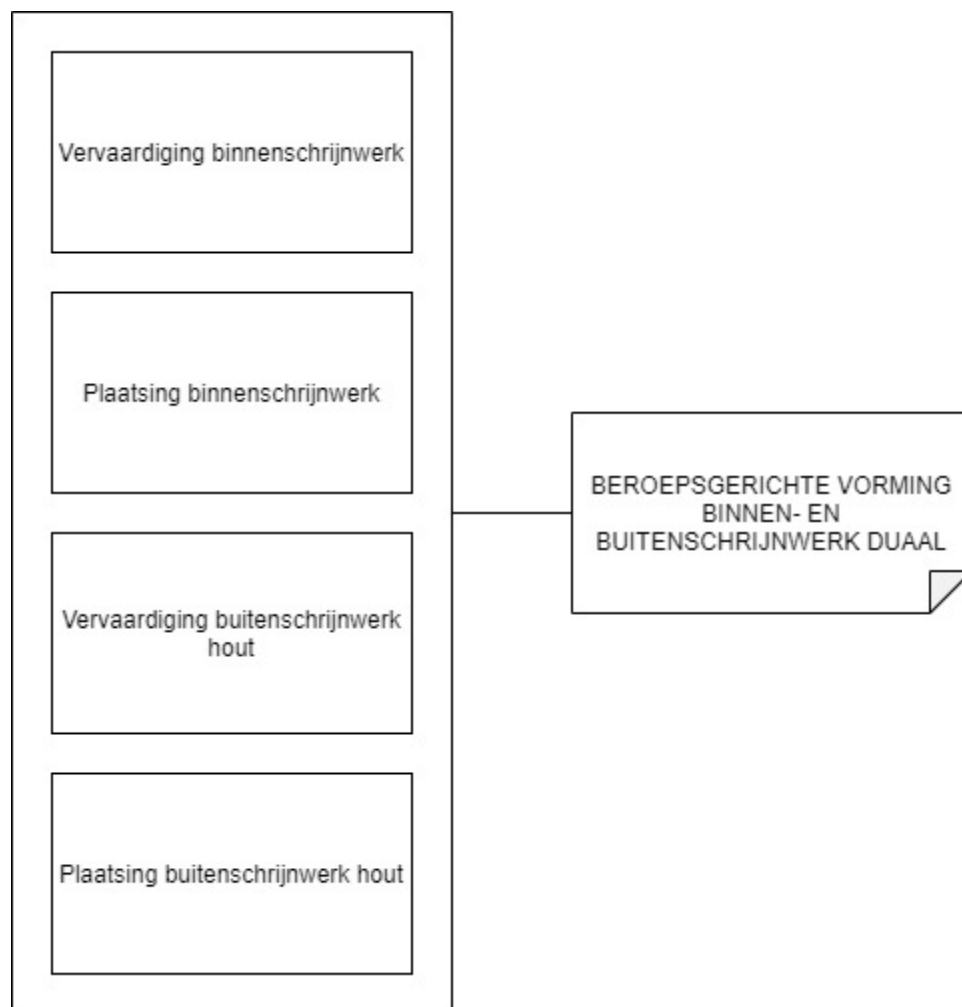 Vervaardiging binnenschrijnwerk
Plaatsing binnenschrijnwerk
Vervaardiging buitenschrijnwerk
hout
Plaatsing buitenschrijnwerk hout
BEROEPSGERICHTE VORMING
BINNEN- EN
BUITENSCHRIJNWERK DUAAL